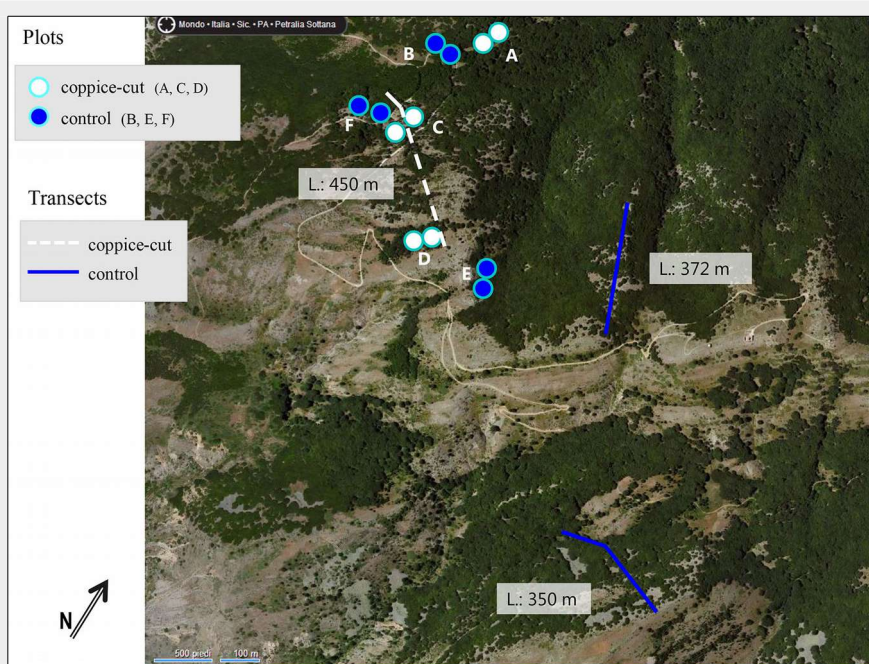 Mondo • Italia • Sic. • PA • Petralia Sottana
Plots
coppice-cut (A, C, D)
control (B, E, F)
Transects
coppice-cut
control
B
A
F
C
L.: 450 m
D
E
L.: 372 m
L.: 350 m
N
500 piedi
100 m